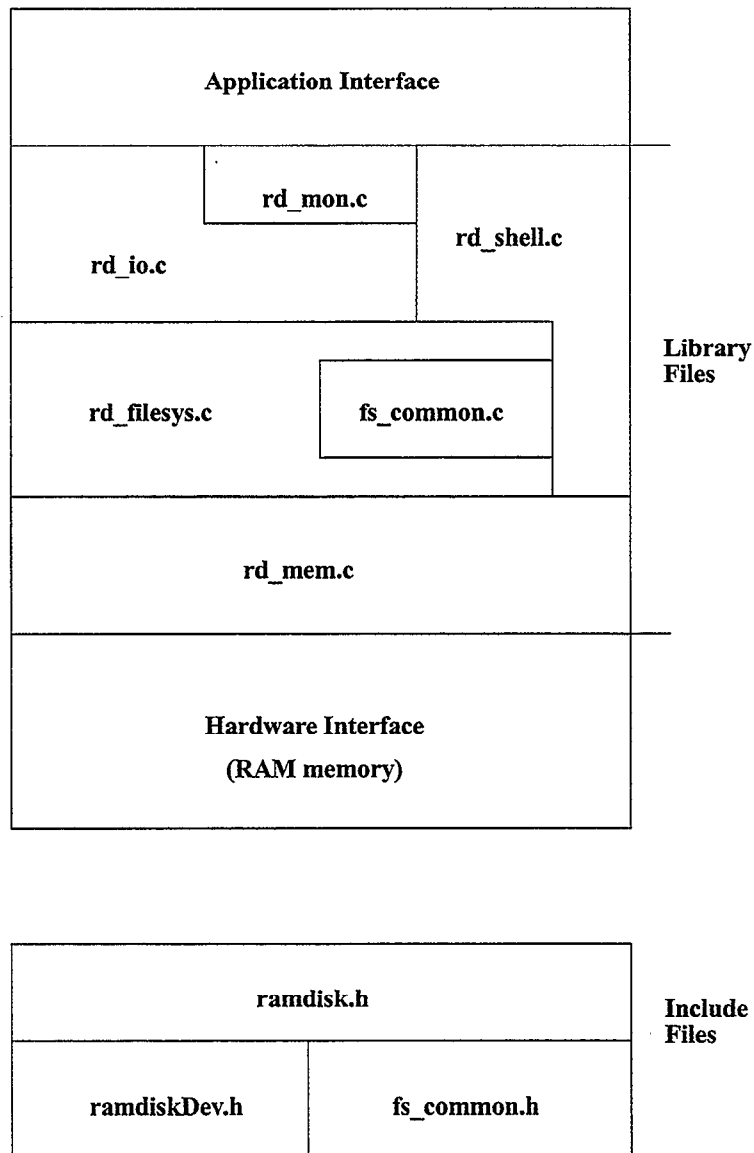 Application Interface
rd_mon.c
rd_shell.c
rd_io.c
Library
Files
rd_filesys.c
fs_common.c
rd_mem.c
Hardware Interface
(RAM memory)
ramdisk.h
Include
Files
ramdiskDev.h
fs_common.h